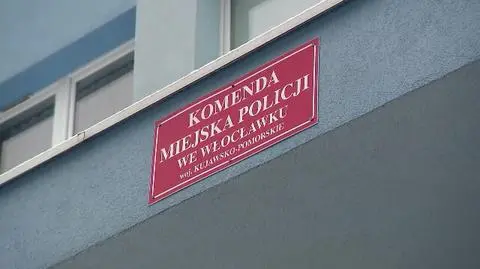 KOMENDA
MIEJSKA POLICJI
WE WŁOCŁAWKU
woj. KUJAWSKO-POMORSKIE